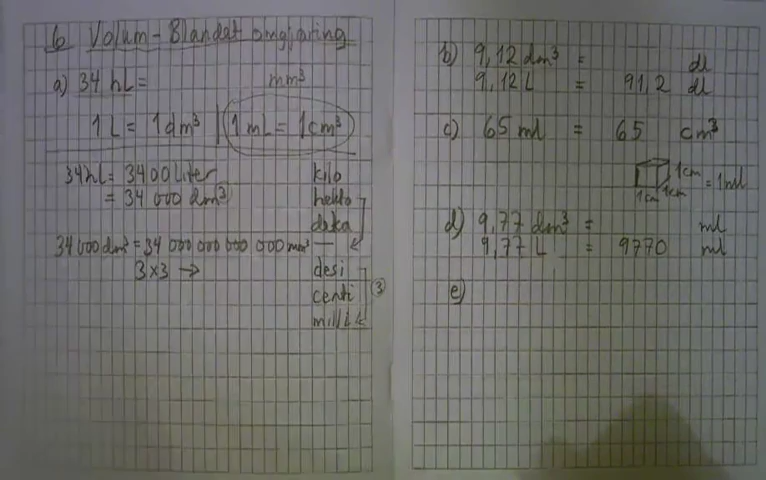 6 Volum - Blandet omgjøring
a) 34 hL = mm³
1 L = 1 dm³ | 1 mL = 1 cm³
34 hl = 3400 Liter
= 34 000 dm³
34 000 dm³ = 34 000 000 000 000 mm³
3×3 →
kilo
hekto
daka
—
desi
centi
milli
3
b) 9,12 dm³ = dl
9,12 L = 91,2 dl
c) 65 ml = 65 cm³
1cm
1cm
1cm
= 1ml
d) 9,77 dm³ = ml
9,77 L = 9770 ml
e)